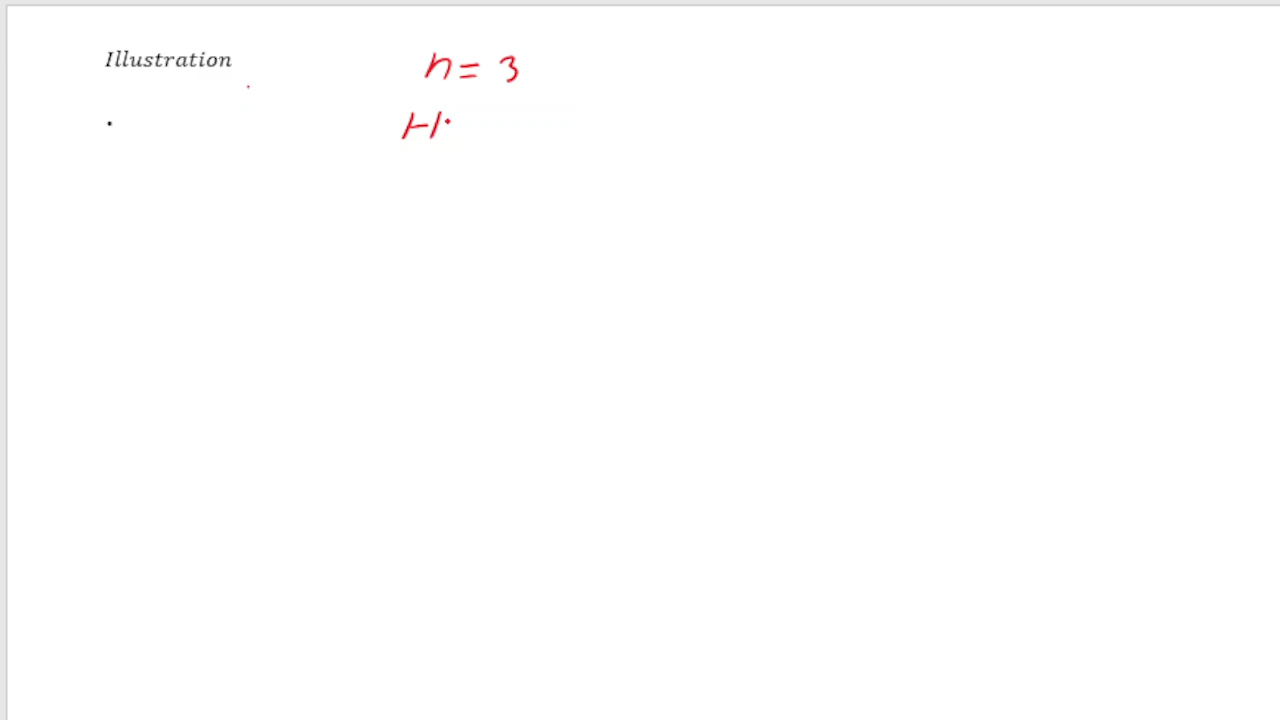 Illustration n = 3
H